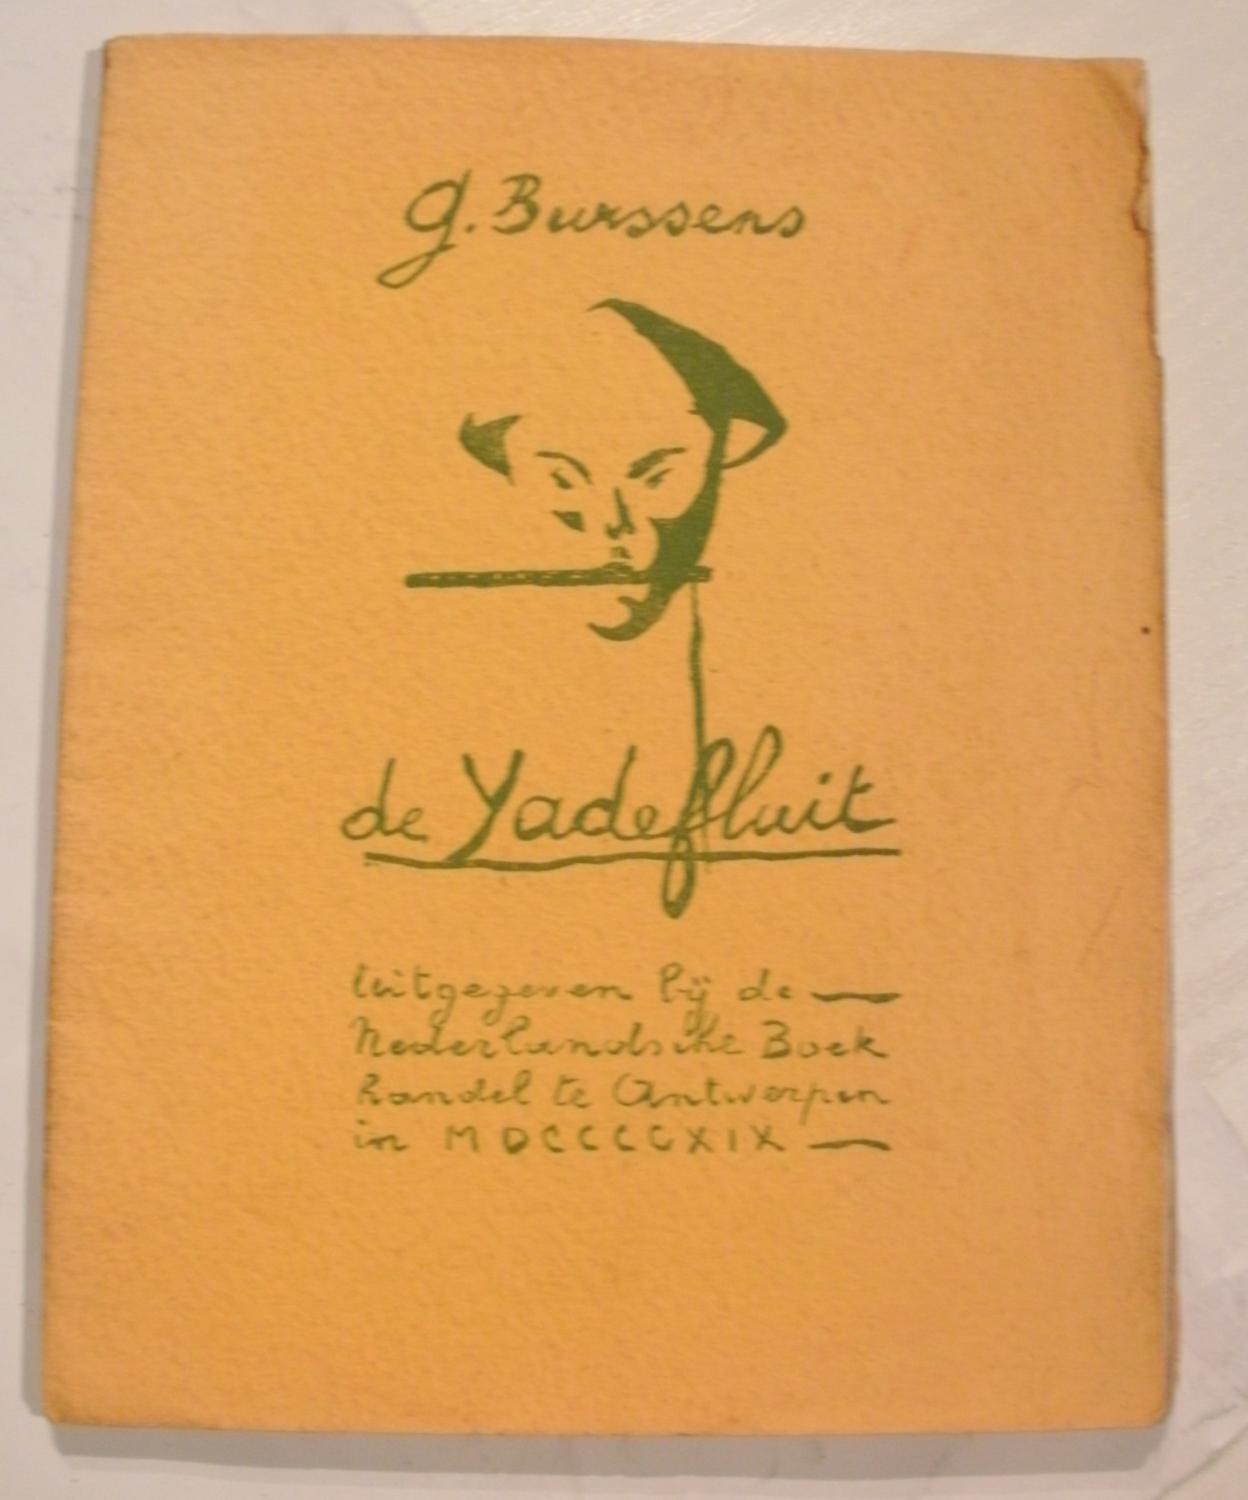 G. Burssens
de Yadefluit
Uitgegeven bij de —
Nederlandsche Boek
handel te Antwerpen
in MDCCCCXIX —